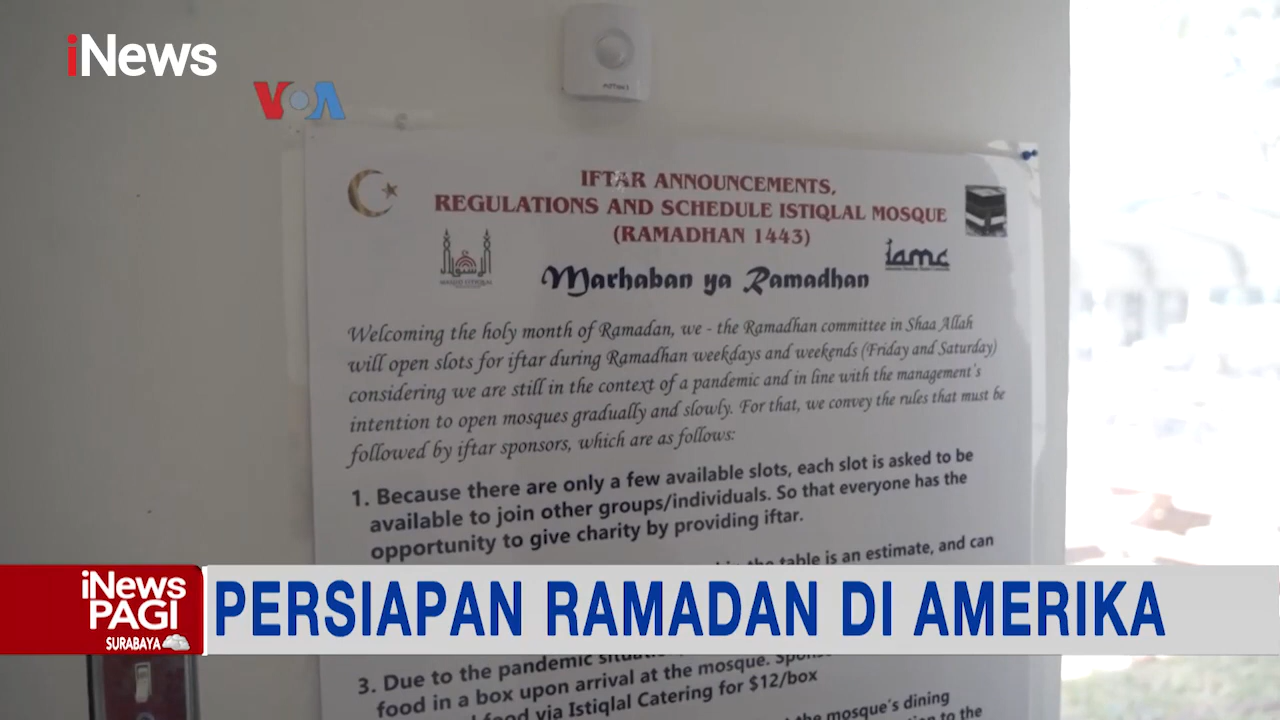 iNews
VOA
IFTAR ANNOUNCEMENTS,
REGULATIONS AND SCHEDULE ISTIQLAL MOSQUE
(RAMADHAN 1443)
iamc
Marhaban ya Ramadhan
Welcoming the holy month of Ramadan, we - the Ramadhan committee in Shaa Allah
will open slots for iftar during Ramadhan weekdays and weekends (Friday and Saturday)
considering we are still in the context of a pandemic and in line with the management's
intention to open mosques gradually and slowly. For that, we convey the rules that must be
followed by iftar sponsors, which are as follows:
1. Because there are only a few available slots, each slot is asked to be
available to join other groups/individuals. So that everyone has the
opportunity to give charity by providing iftar.
table is an estimate, and can
iNews
PAGI
SURABAYA
PERSIAPAN RAMADAN DI AMERIKA
3. Due to the pandemic
food in a box upon arrival at the mosque.
food via Istiqlal Catering for $12/box
the mosque's dining
to the